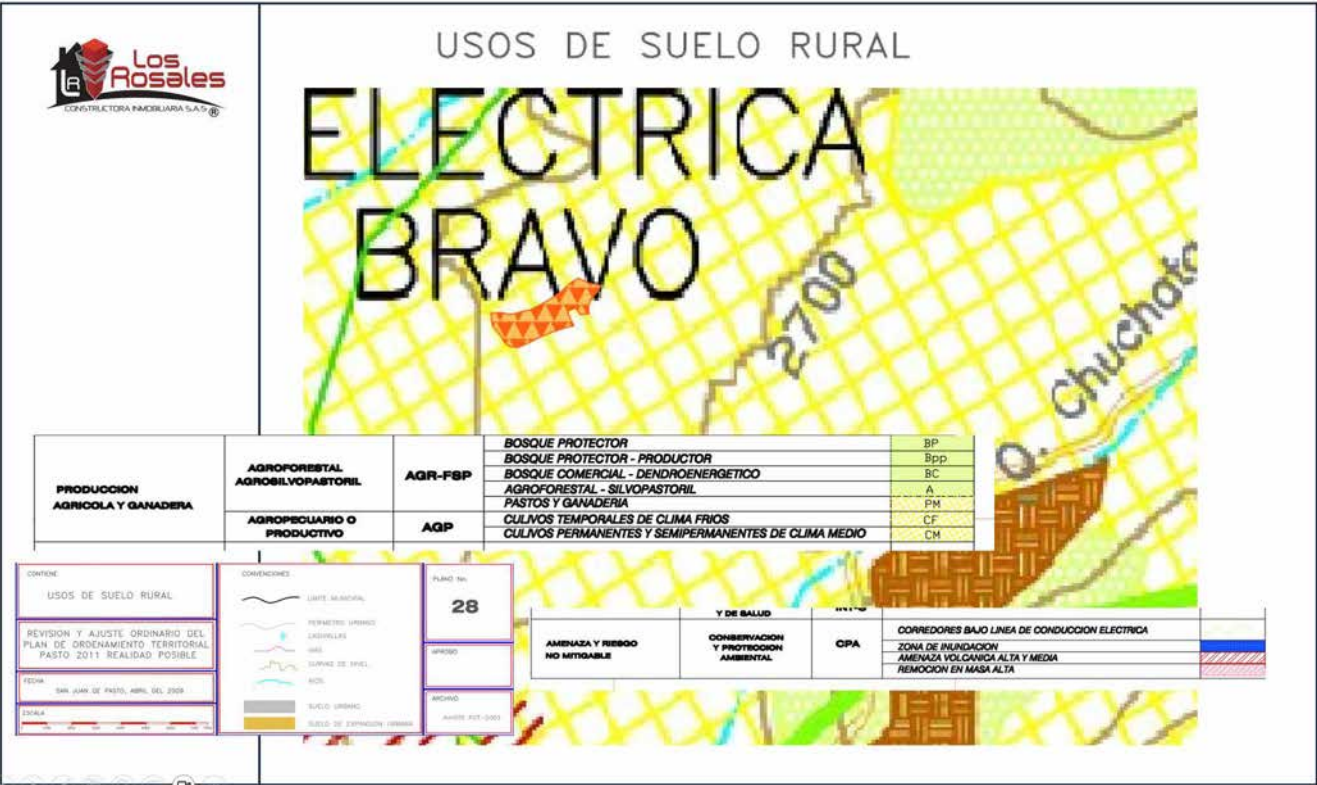 Los
Rosales
CONSTRUCTORA INMOBILIARIA S.A.S ®
USOS DE SUELO RURAL
ELECTRICA
BRAVO
2700
Q. Chuchato
PRODUCCION
AGRICOLA Y GANADERA
AGROFORESTAL
AGROSILVOPASTORIL
AGR-FSP
BOSQUE PROTECTOR BP
BOSQUE PROTECTOR - PRODUCTOR Bpp
BOSQUE COMERCIAL - DENDROENERGETICO BC
AGROFORESTAL - SILVOPASTORIL A
PASTOS Y GANADERIA PM
AGROPECUARIO O
PRODUCTIVO
AGP
CULIVOS TEMPORALES DE CLIMA FRIOS CF
CULIVOS PERMANENTES Y SEMIPERMANENTES DE CLIMA MEDIO CM
CONTIENE
USOS DE SUELO RURAL
REVISION Y AJUSTE ORDINARIO DEL
PLAN DE ORDENAMIENTO TERRITORIAL
PASTO 2011 REALIDAD POSIBLE
FECHA
SAN JUAN DE PASTO, ABRIL DEL 2009
ESCALA
CONVENCIONES
LIMITE MUNICIPAL
PERIMETRO URBANO
LADRILLAS
VIAS
CURVAS DE NIVEL
RIOS
SUELO URBANO
SUELO DE EXPANSION URBANA
PLANO No.
28
APROBO
ARCHIVO
Y DE SALUD
AMENAZA Y RIESGO
NO MITIGABLE
CONSERVACION
Y PROTECCION
AMBIENTAL
CPA
CORREDORES BAJO LINEA DE CONDUCCION ELECTRICA
ZONA DE INUNDACION
AMENAZA VOLCANICA ALTA Y MEDIA
REMOCION EN MASA ALTA